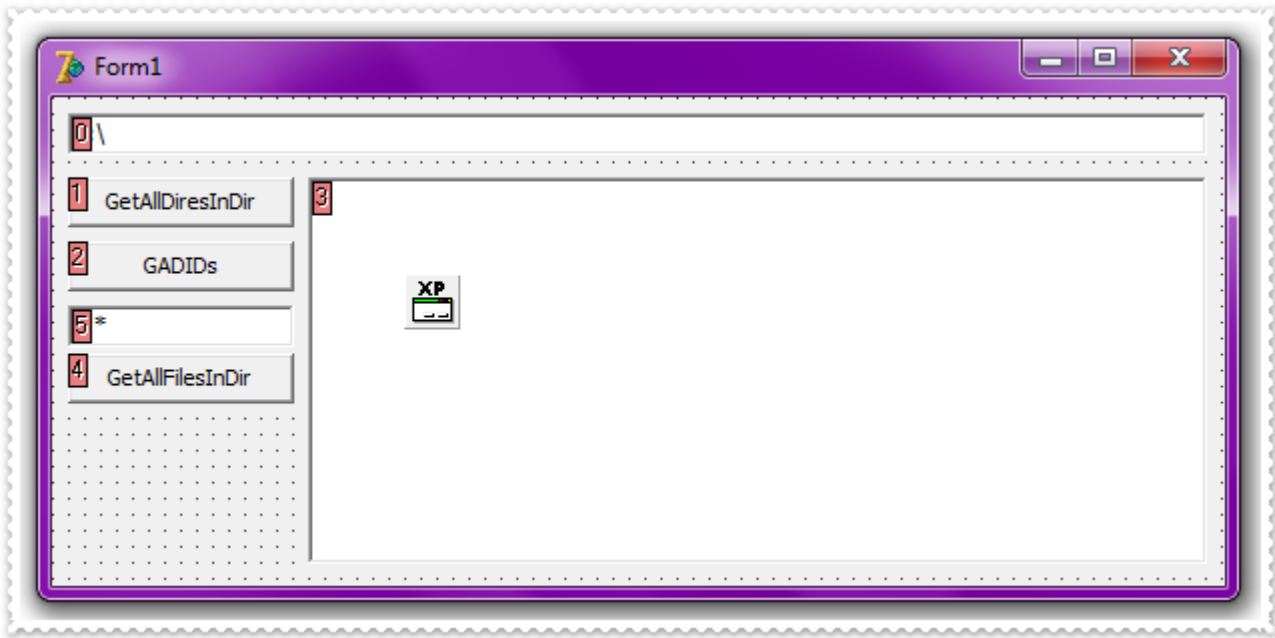 Form1
0 \
1 GetAllDiresInDir
3
2 GADIDs
XP
5 *
4 GetAllFilesInDir